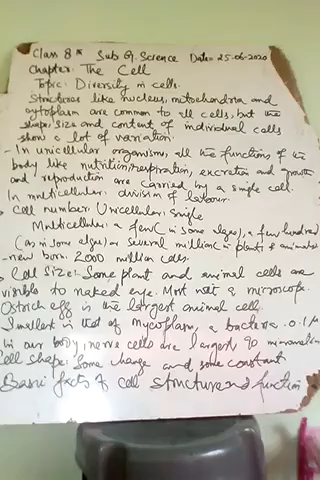 Class 8th Sub Gn. Science Date = 25.06.2020
Chapter: The Cell
Topic: Diversity in cells.
Structures like nucleus, mitochondria and
cytoplasm are common to all cells, but the
shape, size and content of individual cells
show a lot of variation.
- In unicellular organisms, all the functions of the
body like nutrition, respiration, excretion and growth
and reproduction are carried by a single cell.
In multicellular: division of labour.
Cell number: Unicellular: Single
Multicellular: a few (in some algae), a few hundred
(as in some algae) or several million in plants & animals
- new born: 2000 million cells.
Cell Size: Some plant and animal cells are
visible to naked eye. Most need a microscope.
Ostrich egg is the largest animal cell.
Smallest is that of mycoplasm, a bacteria. 0.1 µ
In our body, nerve cells are largest, 90
Cell shape: Some change and some constant
Basic facts of cell structure and function